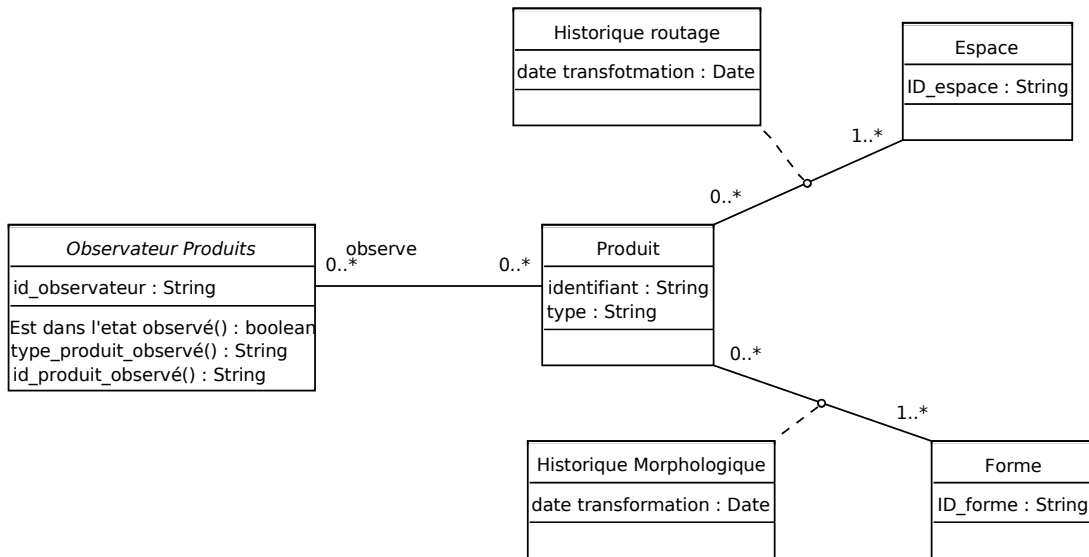 Historique routage
date transfotmation : Date
Espace
ID_espace : String
1..*
0..*
Observateur Produits
id_observateur : String
Est dans l'etat observé() : boolean
type_produit_observé() : String
id_produit_observé() : String
observe
0..*
0..*
Produit
identifiant : String
type : String
0..*
1..*
Historique Morphologique
date transformation : Date
Forme
ID_forme : String